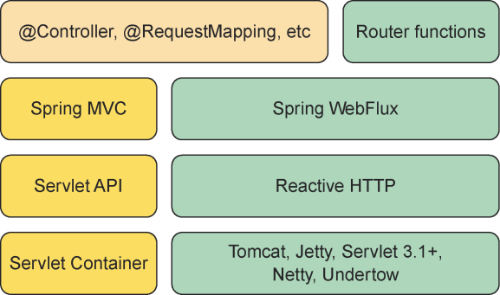 @Controller, @RequestMapping, etc
Router functions
Spring MVC
Spring WebFlux
Servlet API
Reactive HTTP
Servlet Container
Tomcat, Jetty, Servlet 3.1+,
Netty, Undertow